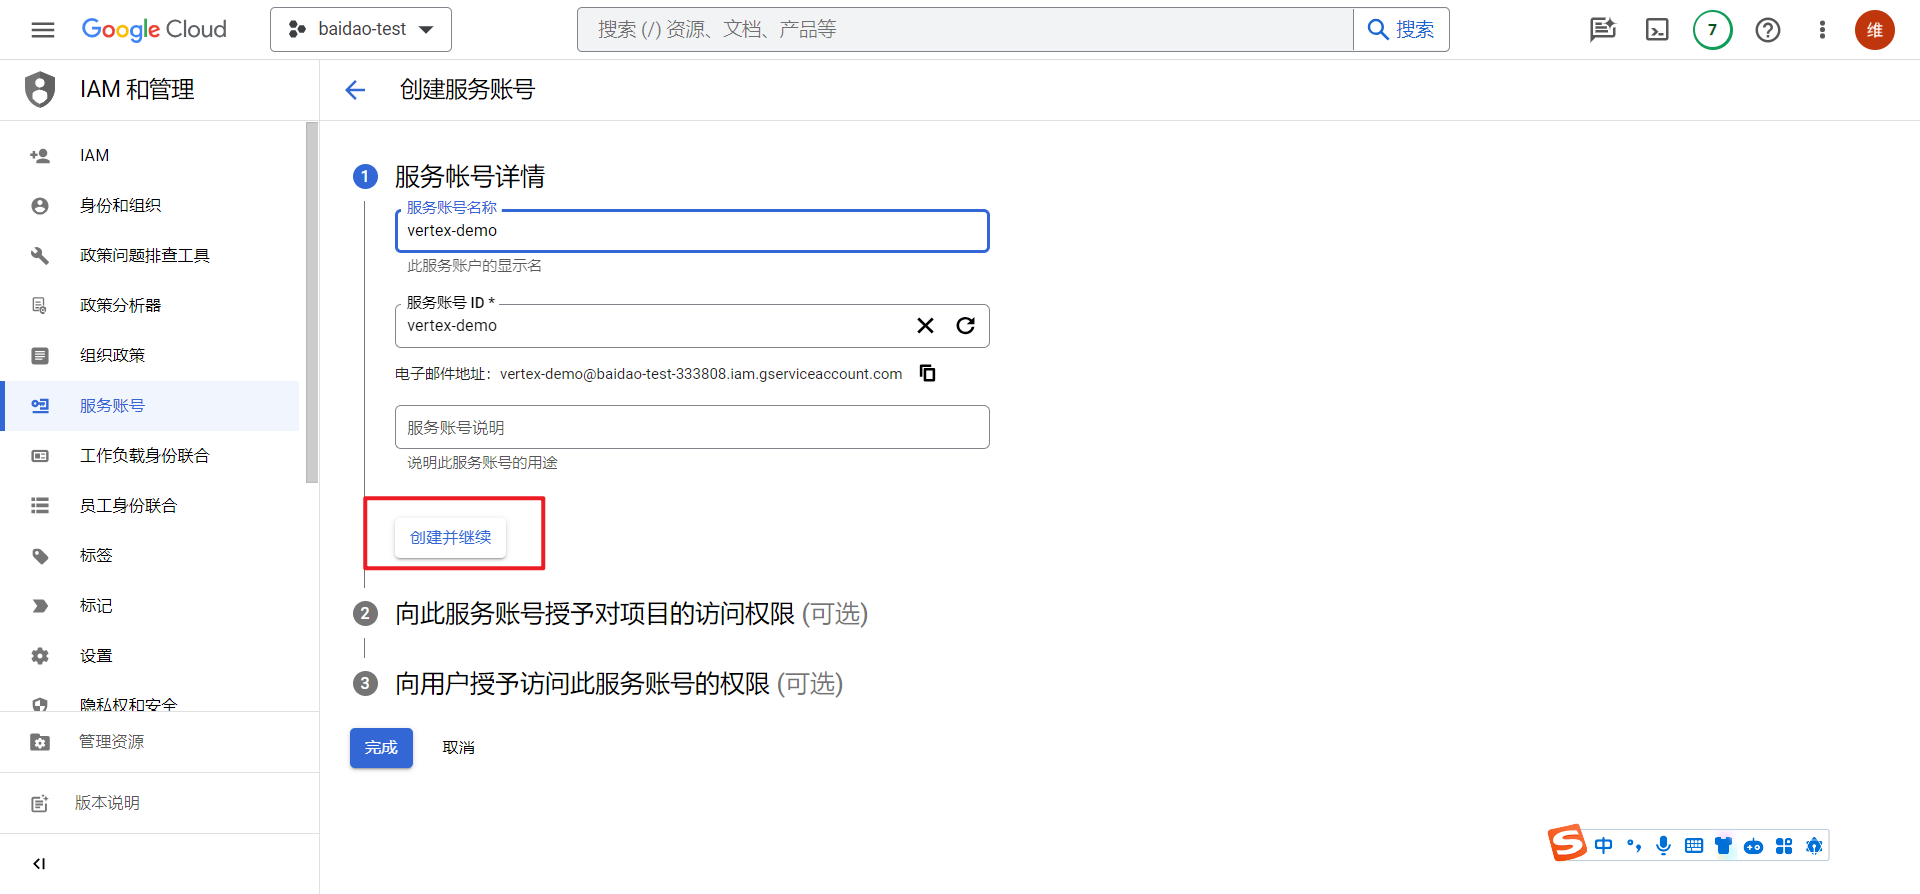 Google Cloud
baidao-test
搜索 (/) 资源、文档、产品等
搜索
7
维
IAM 和管理
创建服务账号
IAM
身份和组织
政策问题排查工具
政策分析器
组织政策
服务账号
工作负载身份联合
员工身份联合
标签
标记
设置
隐私权和安全
管理资源
版本说明
1 服务帐号详情
服务账号名称
vertex-demo
此服务账户的显示名
服务账号 ID *
vertex-demo
电子邮件地址：vertex-demo@baidao-test-333808.iam.gserviceaccount.com
服务账号说明
说明此服务账号的用途
创建并继续
2 向此服务账号授予对项目的访问权限 (可选)
3 向用户授予访问此服务账号的权限 (可选)
完成
取消
S 中